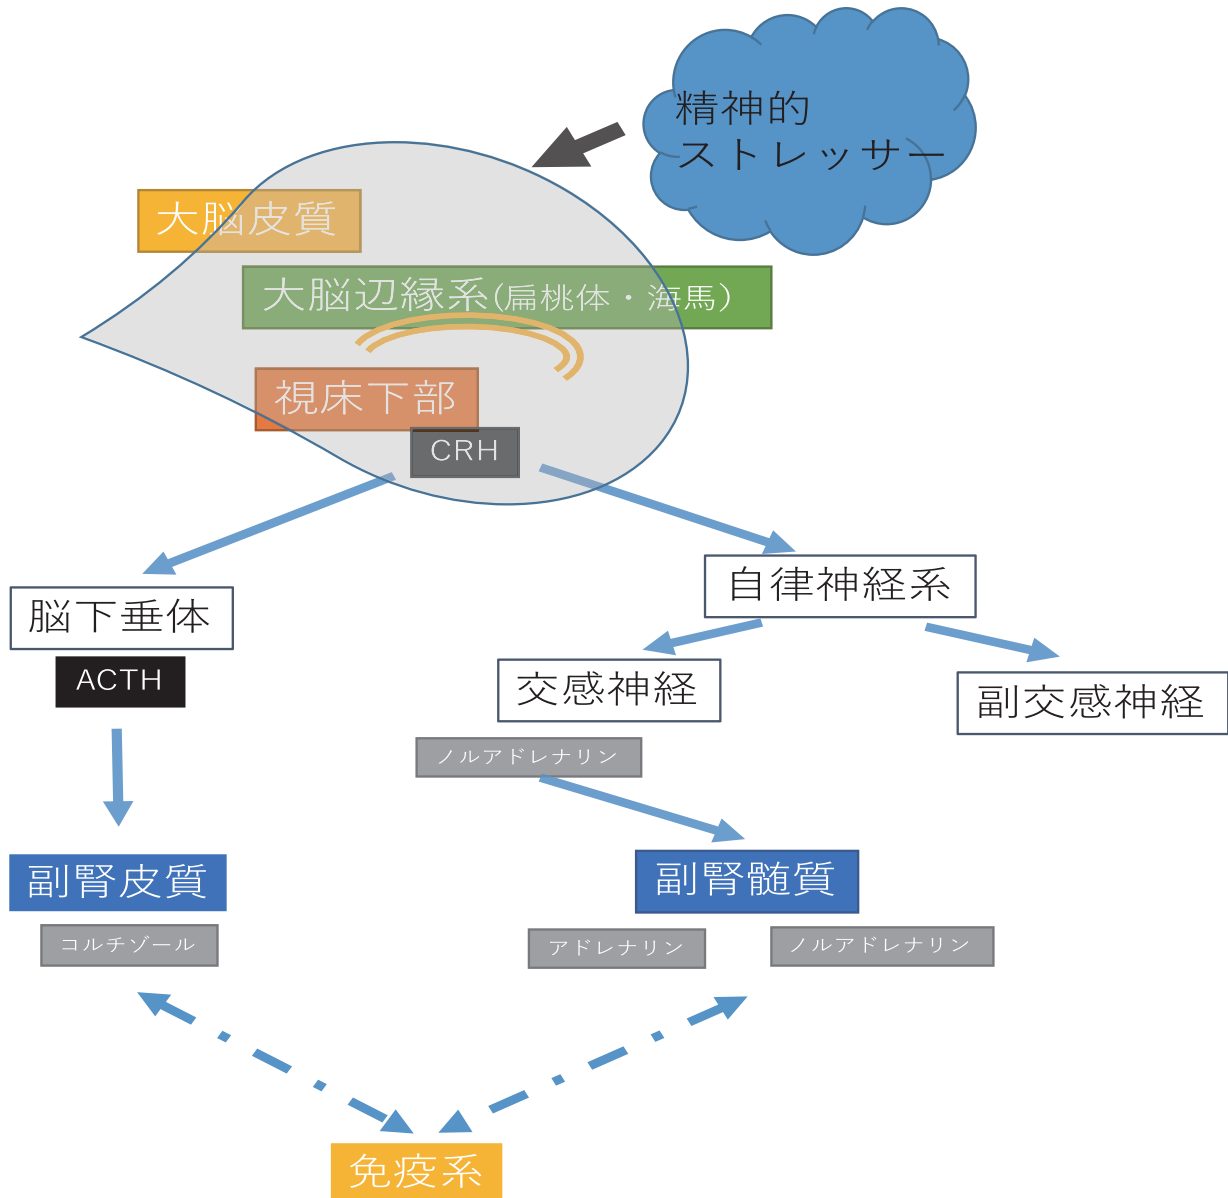 精神的
ストレッサー
大脳皮質
大脳辺縁系(扁桃体・海馬)
視床下部
CRH
自律神経系
脳下垂体
ACTH
交感神経
副交感神経
ノルアドレナリン
副腎皮質
副腎髄質
コルチゾール
アドレナリン
ノルアドレナリン
免疫系